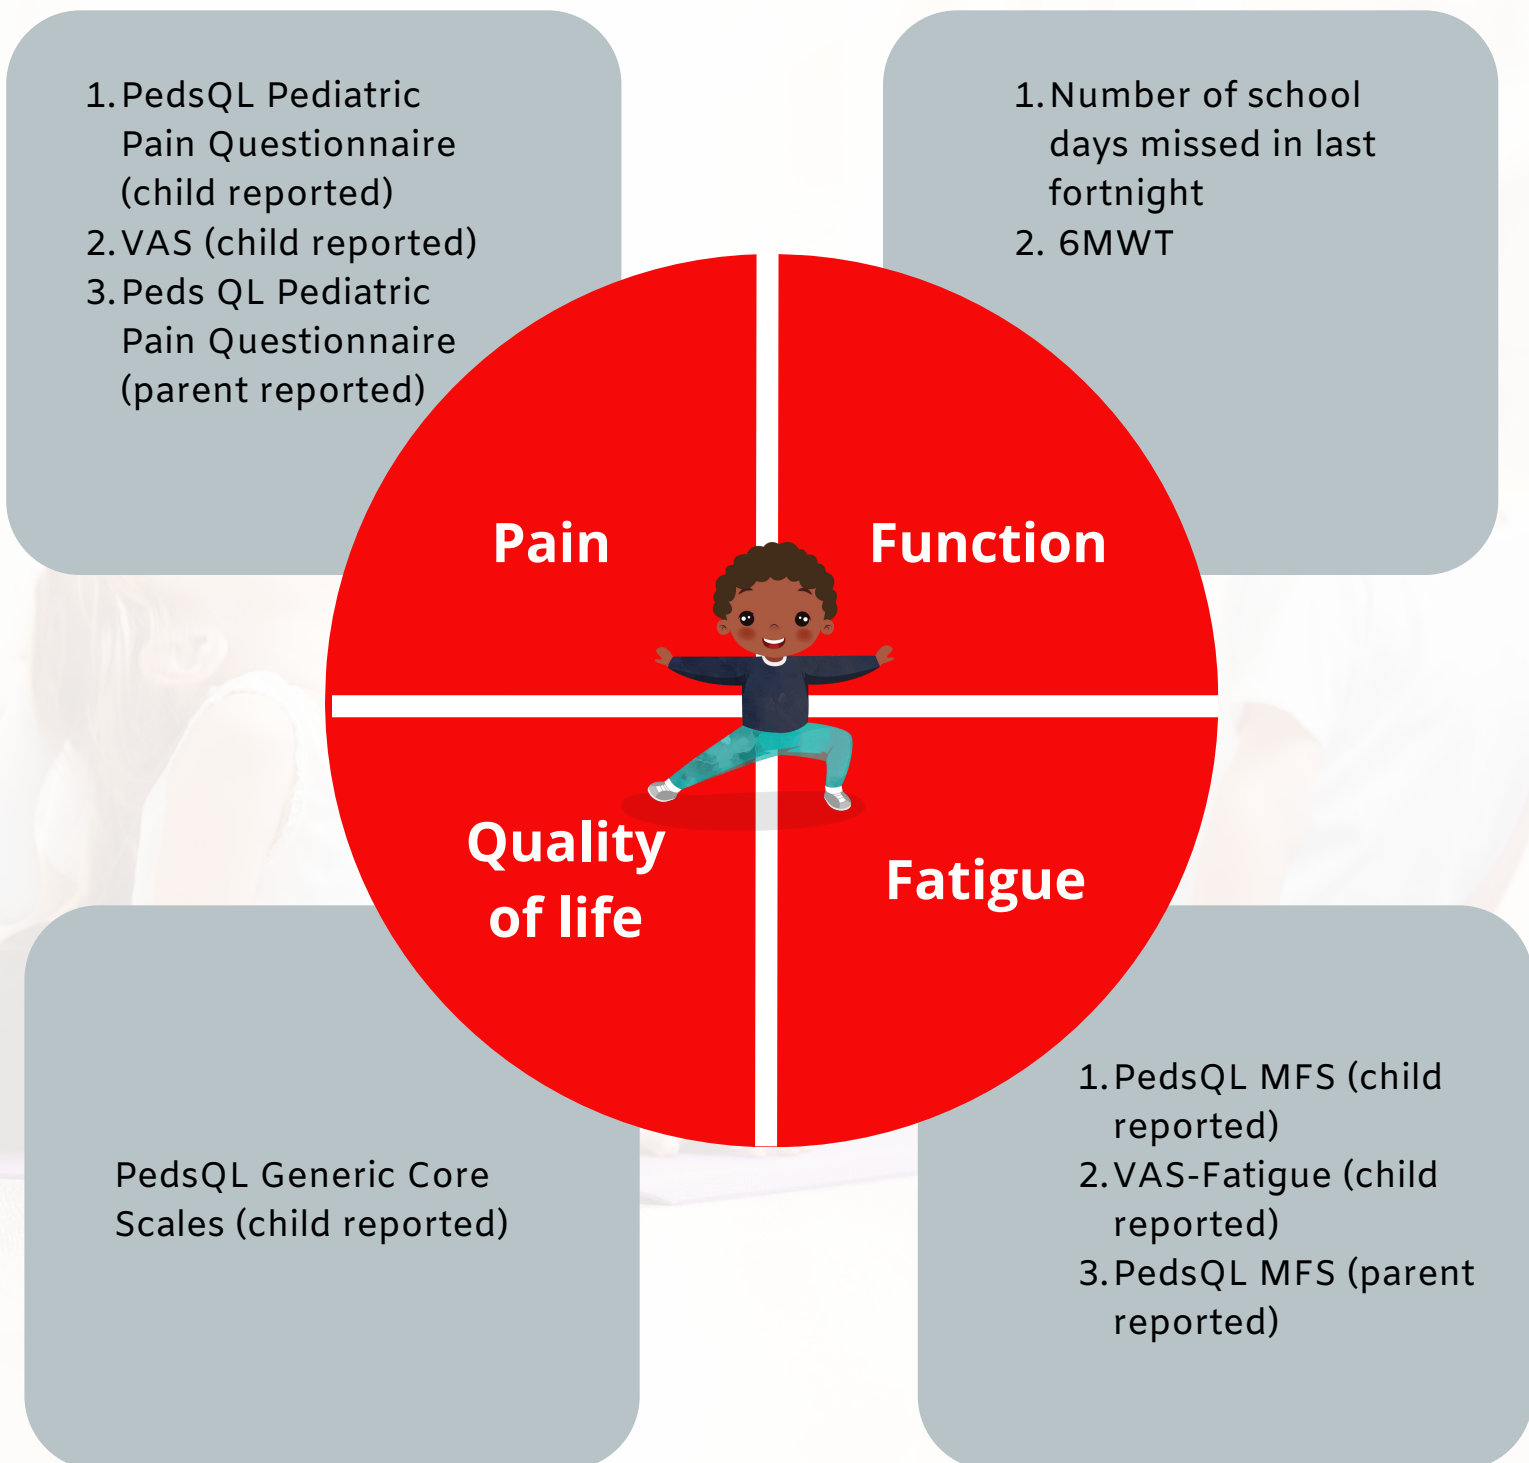 1. PedsQL Pediatric
Pain Questionnaire
(child reported)
2. VAS (child reported)
3. Peds QL Pediatric
Pain Questionnaire
(parent reported)
1. Number of school
days missed in last
fortnight
2. 6MWT
Pain
Function
Quality
of life
Fatigue
PedsQL Generic Core
Scales (child reported)
1. PedsQL MFS (child
reported)
2. VAS-Fatigue (child
reported)
3. PedsQL MFS (parent
reported)